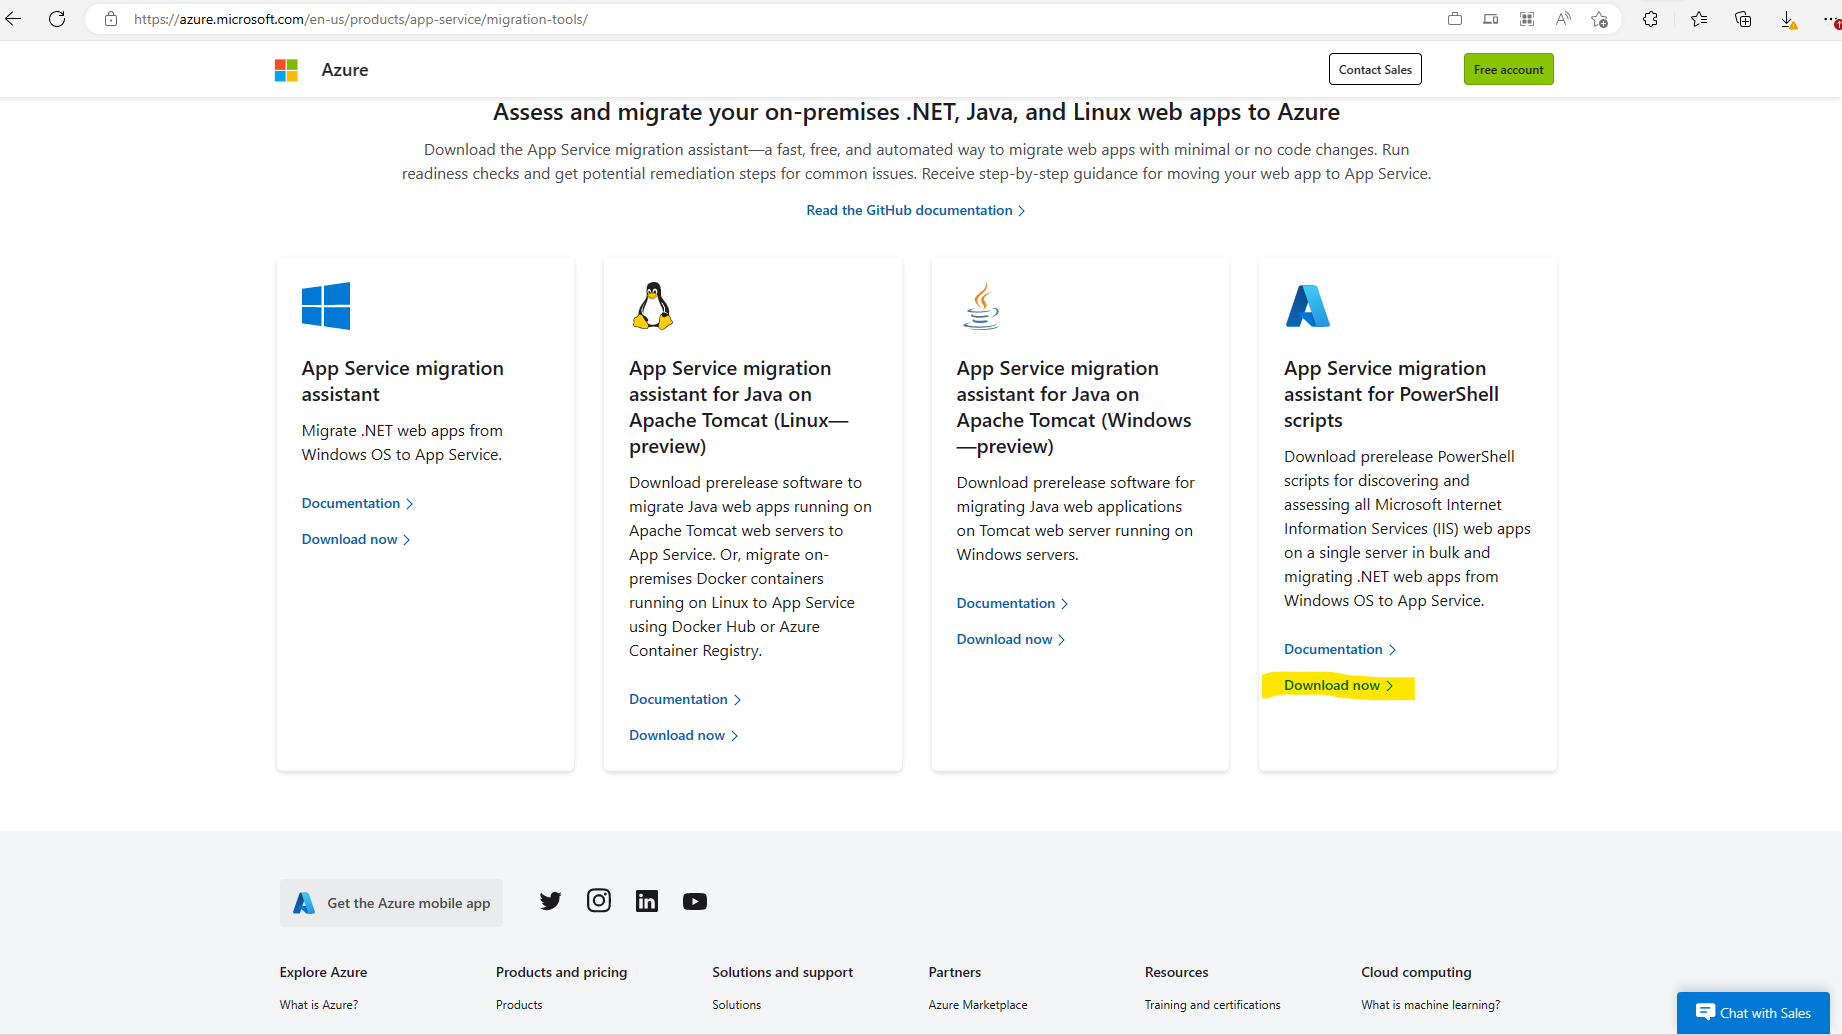 https://azure.microsoft.com/en-us/products/app-service/migration-tools/
Azure
Contact Sales
Free account
Assess and migrate your on-premises .NET, Java, and Linux web apps to Azure
Download the App Service migration assistant—a fast, free, and automated way to migrate web apps with minimal or no code changes. Run
readiness checks and get potential remediation steps for common issues. Receive step-by-step guidance for moving your web app to App Service.
Read the GitHub documentation
App Service migration
assistant
Migrate .NET web apps from
Windows OS to App Service.
Documentation
Download now
App Service migration
assistant for Java on
Apache Tomcat (Linux—
preview)
Download prerelease software to
migrate Java web apps running on
Apache Tomcat web servers to
App Service. Or, migrate on-
premises Docker containers
running on Linux to App Service
using Docker Hub or Azure
Container Registry.
Documentation
Download now
App Service migration
assistant for Java on
Apache Tomcat (Windows
—preview)
Download prerelease software for
migrating Java web applications
on Tomcat web server running on
Windows servers.
Documentation
Download now
App Service migration
assistant for PowerShell
scripts
Download prerelease PowerShell
scripts for discovering and
assessing all Microsoft Internet
Information Services (IIS) web apps
on a single server in bulk and
migrating .NET web apps from
Windows OS to App Service.
Documentation
Download now
Get the Azure mobile app
Explore Azure
What is Azure?
Products and pricing
Products
Solutions and support
Solutions
Partners
Azure Marketplace
Resources
Training and certifications
Cloud computing
What is machine learning?
Chat with Sales